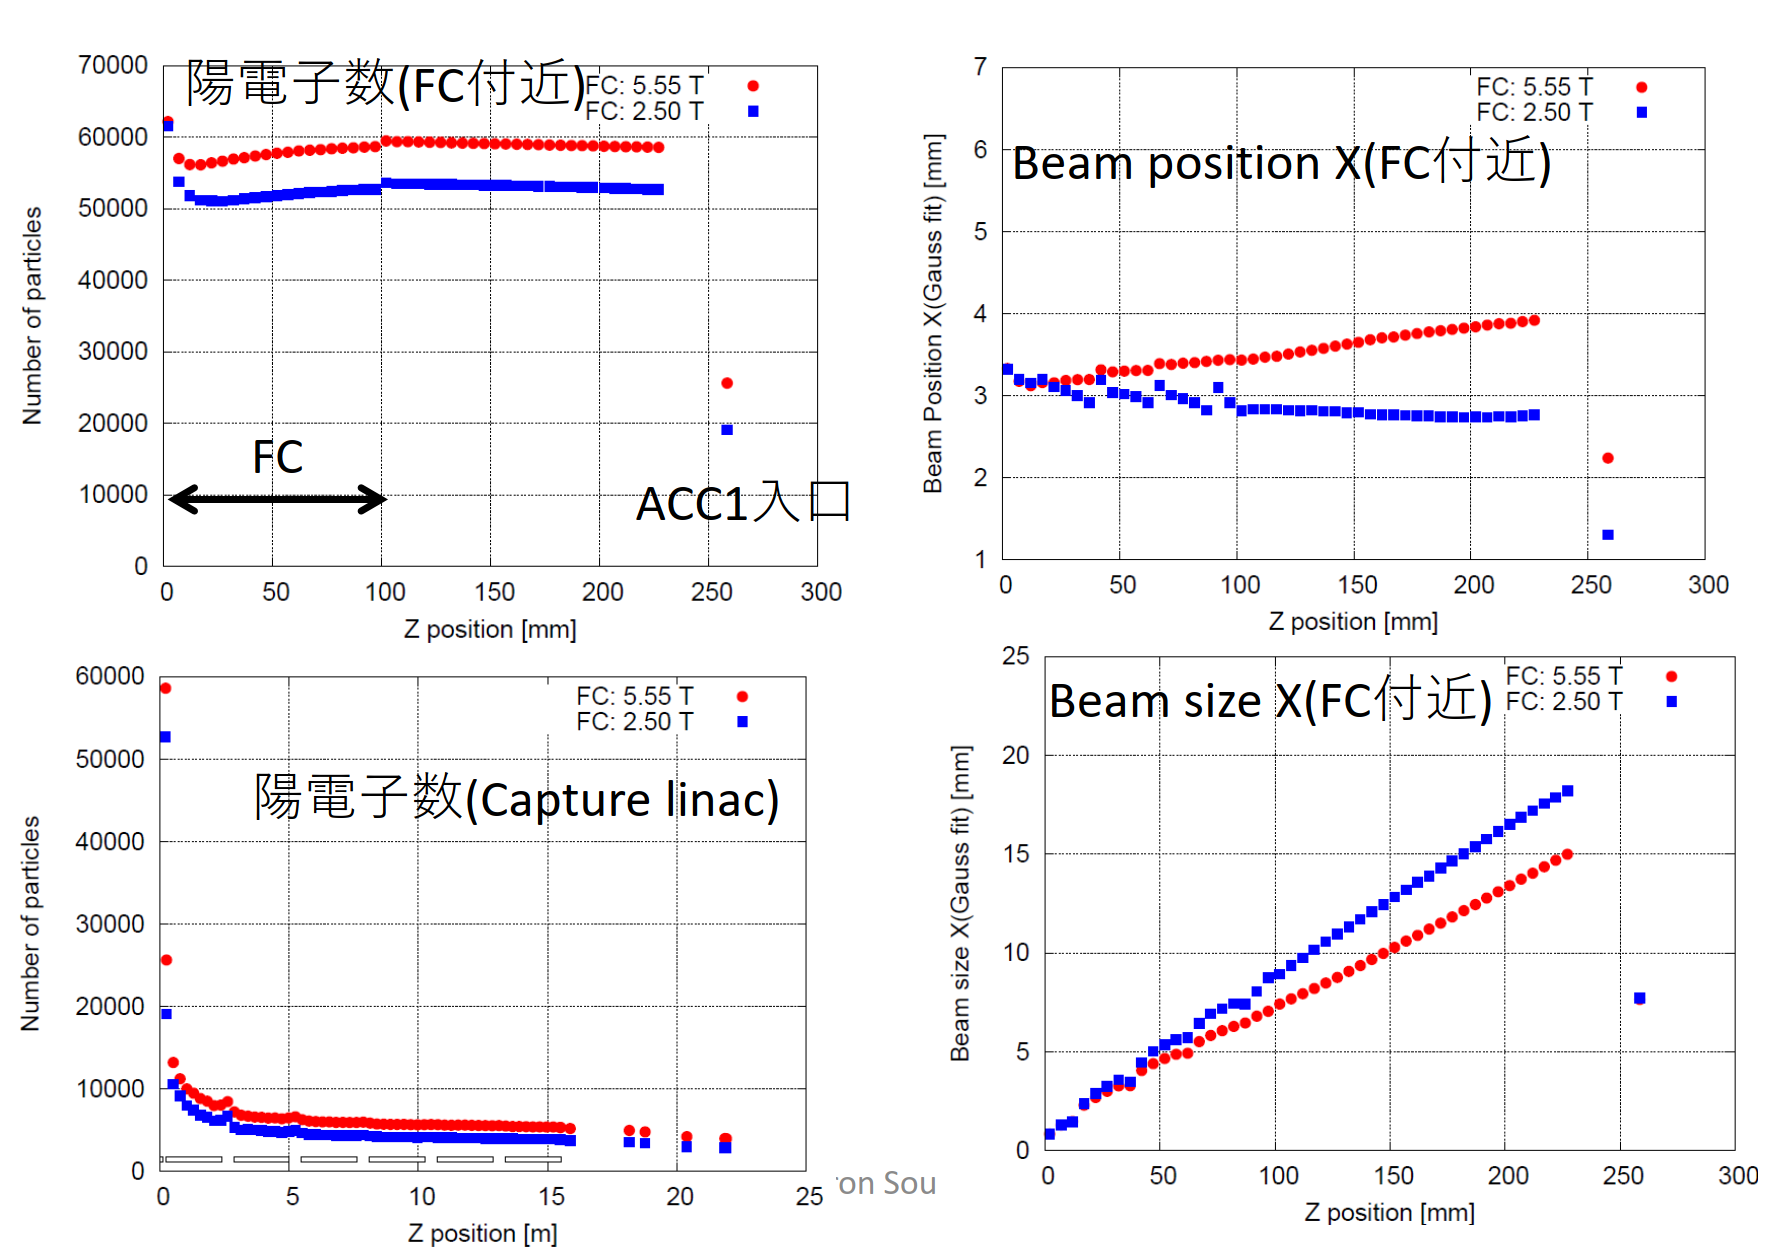 陽電子数(FC付近)
FC: 5.55 T
FC: 2.50 T
70000
60000
50000
40000
30000
20000
10000
0
Number of particles
FC
ACC1入口
0 50 100 150 200 250 300
Z position [mm]
Beam position X(FC付近)
FC: 5.55 T
FC: 2.50 T
7
6
5
4
3
2
1
Beam Position X(Gauss fit) [mm]
0 50 100 150 200 250 300
Z position [mm]
陽電子数(Capture linac)
FC: 5.55 T
FC: 2.50 T
60000
50000
40000
30000
20000
10000
0
Number of particles
0 5 10 15 20 25
Z position [m]
ron Sou
Beam size X(FC付近)
FC: 5.55 T
FC: 2.50 T
25
20
15
10
5
0
Beam size X(Gauss fit) [mm]
0 50 100 150 200 250 300
Z position [mm]